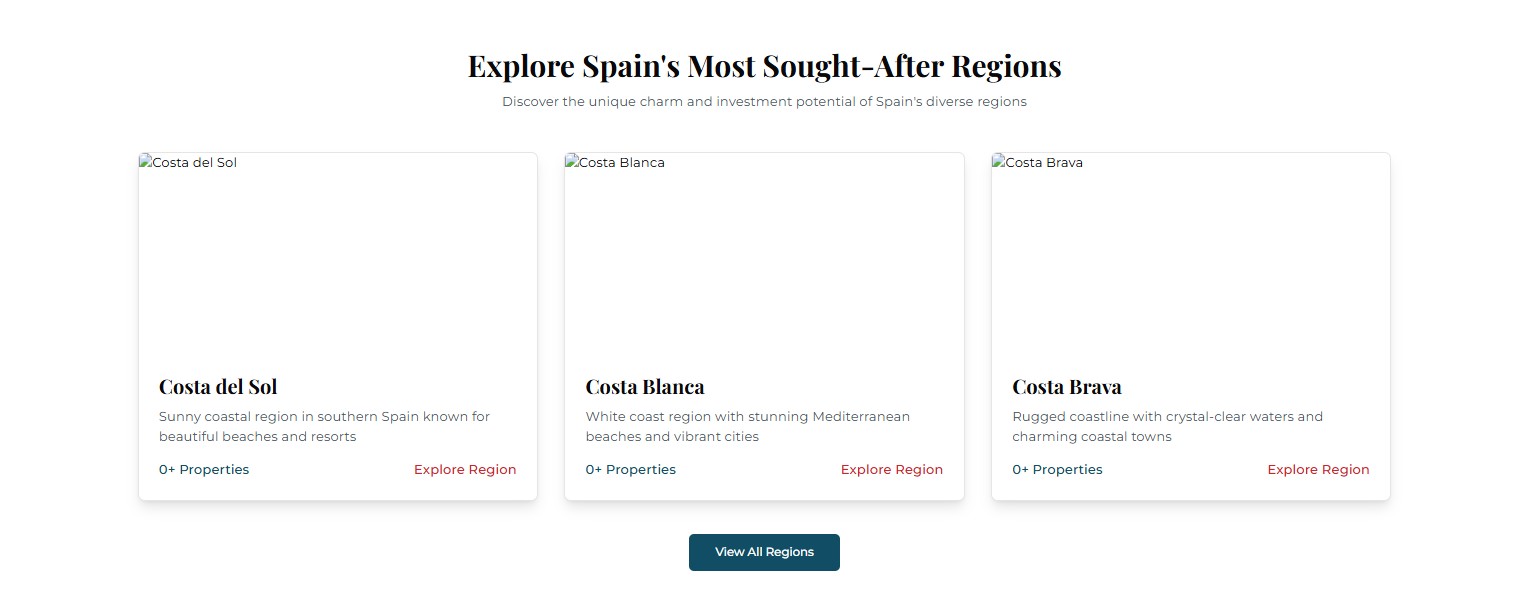 Explore Spain's Most Sought-After Regions
Discover the unique charm and investment potential of Spain's diverse regions
Costa del Sol
Costa Blanca
Costa Brava
Costa del Sol
Sunny coastal region in southern Spain known for
beautiful beaches and resorts
0+ Properties
Explore Region
Costa Blanca
White coast region with stunning Mediterranean
beaches and vibrant cities
0+ Properties
Explore Region
Costa Brava
Rugged coastline with crystal-clear waters and
charming coastal towns
0+ Properties
Explore Region
View All Regions